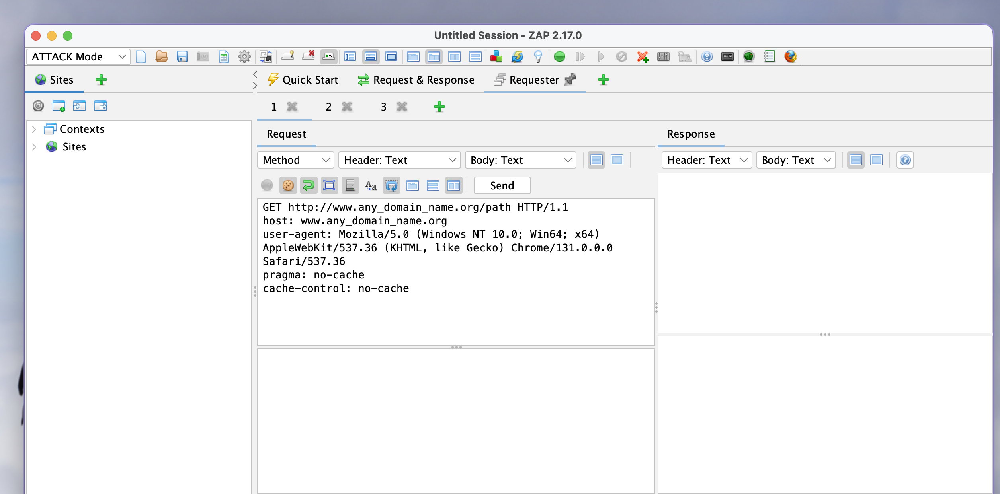 Untitled Session - ZAP 2.17.0
ATTACK Mode
Sites
Quick Start
Request & Response
Requester
1
2
3
Contexts
Sites
Request
Response
Method
Header: Text
Body: Text
Header: Text
Body: Text
Send
GET http://www.any_domain_name.org/path HTTP/1.1
host: www.any_domain_name.org
user-agent: Mozilla/5.0 (Windows NT 10.0; Win64; x64)
AppleWebKit/537.36 (KHTML, like Gecko) Chrome/131.0.0.0
Safari/537.36
pragma: no-cache
cache-control: no-cache